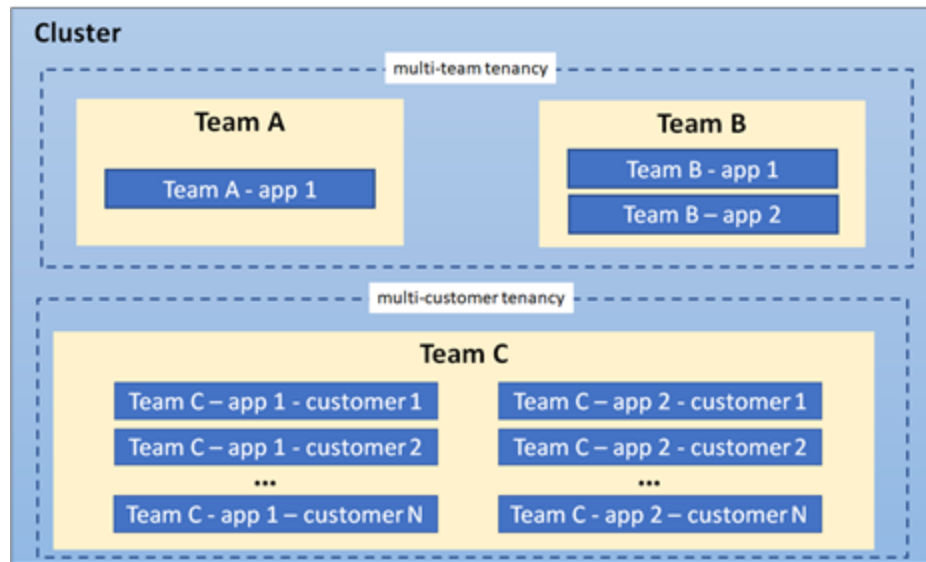 Cluster
multi-team tenancy
Team A
Team A - app 1
Team B
Team B - app 1
Team B – app 2
multi-customer tenancy
Team C
Team C – app 1 - customer 1
Team C – app 1 - customer 2
...
Team C - app 1 – customer N
Team C – app 2 - customer 1
Team C – app 2 - customer 2
...
Team C - app 2 – customer N